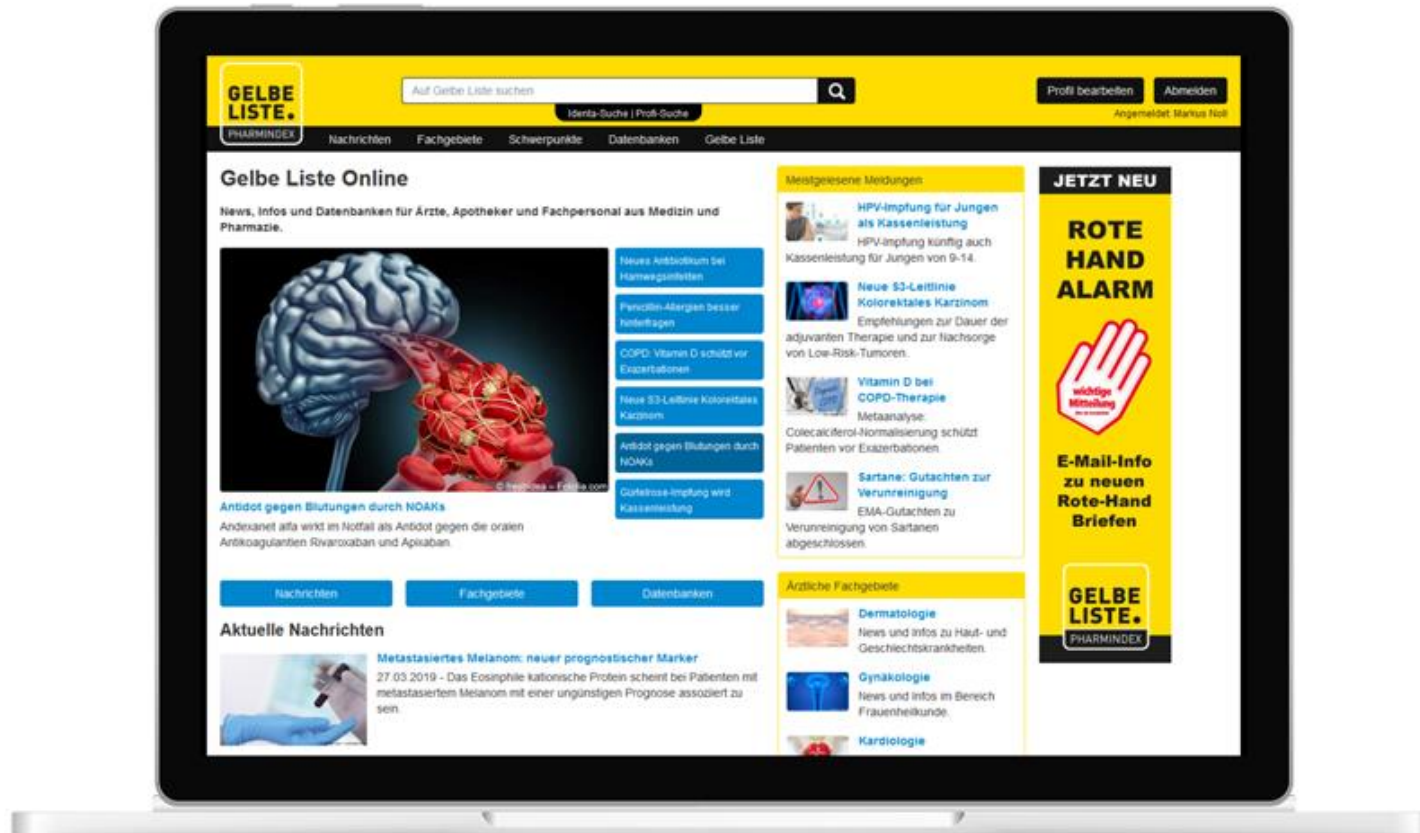 GELBE
LISTE.
PHARMINDEX
Auf Gelbe Liste suchen
Identa-Suche | Profi-Suche
Profil bearbeiten
Abmelden
Angemeldet: Markus Noll
Nachrichten
Fachgebiete
Schwerpunkte
Datenbanken
Gelbe Liste
Gelbe Liste Online
News, Infos und Datenbanken für Ärzte, Apotheker und Fachpersonal aus Medizin und
Pharmazie.
Neues Antibiotikum bei
Harnwegsinfekten
Penicillin-Allergien besser
hinterfragen
COPD: Vitamin D schützt vor
Exazerbationen
Neue S3-Leitlinie Kolorektales
Karzinom
Antidot gegen Blutungen durch
NOAKs
Gürtelrose-Impfung wird
Kassenleistung
Fotolia.com
Antidot gegen Blutungen durch NOAKs
Andexanet alfa wirkt im Notfall als Antidot gegen die oralen
Antikoagulantien Rivaroxaban und Apixaban.
Nachrichten
Fachgebiete
Datenbanken
Aktuelle Nachrichten
Metastasiertes Melanom: neuer prognostischer Marker
27.03.2019 - Das Eosinphile kationische Protein scheint bei Patienten mit
metastasiertem Melanom mit einer ungünstigen Prognose assoziiert zu
sein.
Meistgelesene Meldungen
HPV-Impfung für Jungen
als Kassenleistung
HPV-Impfung künftig auch
Kassenleistung für Jungen von 9-14.
Neue S3-Leitlinie
Kolorektales Karzinom
Empfehlungen zur Dauer der
adjuvanten Therapie und zur Nachsorge
von Low-Risk-Tumoren.
Vitamin D bei
COPD-Therapie
Metaanalyse:
Colecalciferol-Normalisierung schützt
Patienten vor Exazerbationen.
Sartane: Gutachten zur
Verunreinigung
EMA-Gutachten zu
Verunreinigung von Sartanen
abgeschlossen.
Ärztliche Fachgebiete
Dermatologie
News und Infos zu Haut- und
Geschlechtskrankheiten.
Gynäkologie
News und Infos im Bereich
Frauenheilkunde.
Kardiologie
JETZT NEU
ROTE
HAND
ALARM
wichtige
Mitteilung
E-Mail-Info
zu neuen
Rote-Hand
Briefen
GELBE
LISTE.
PHARMINDEX